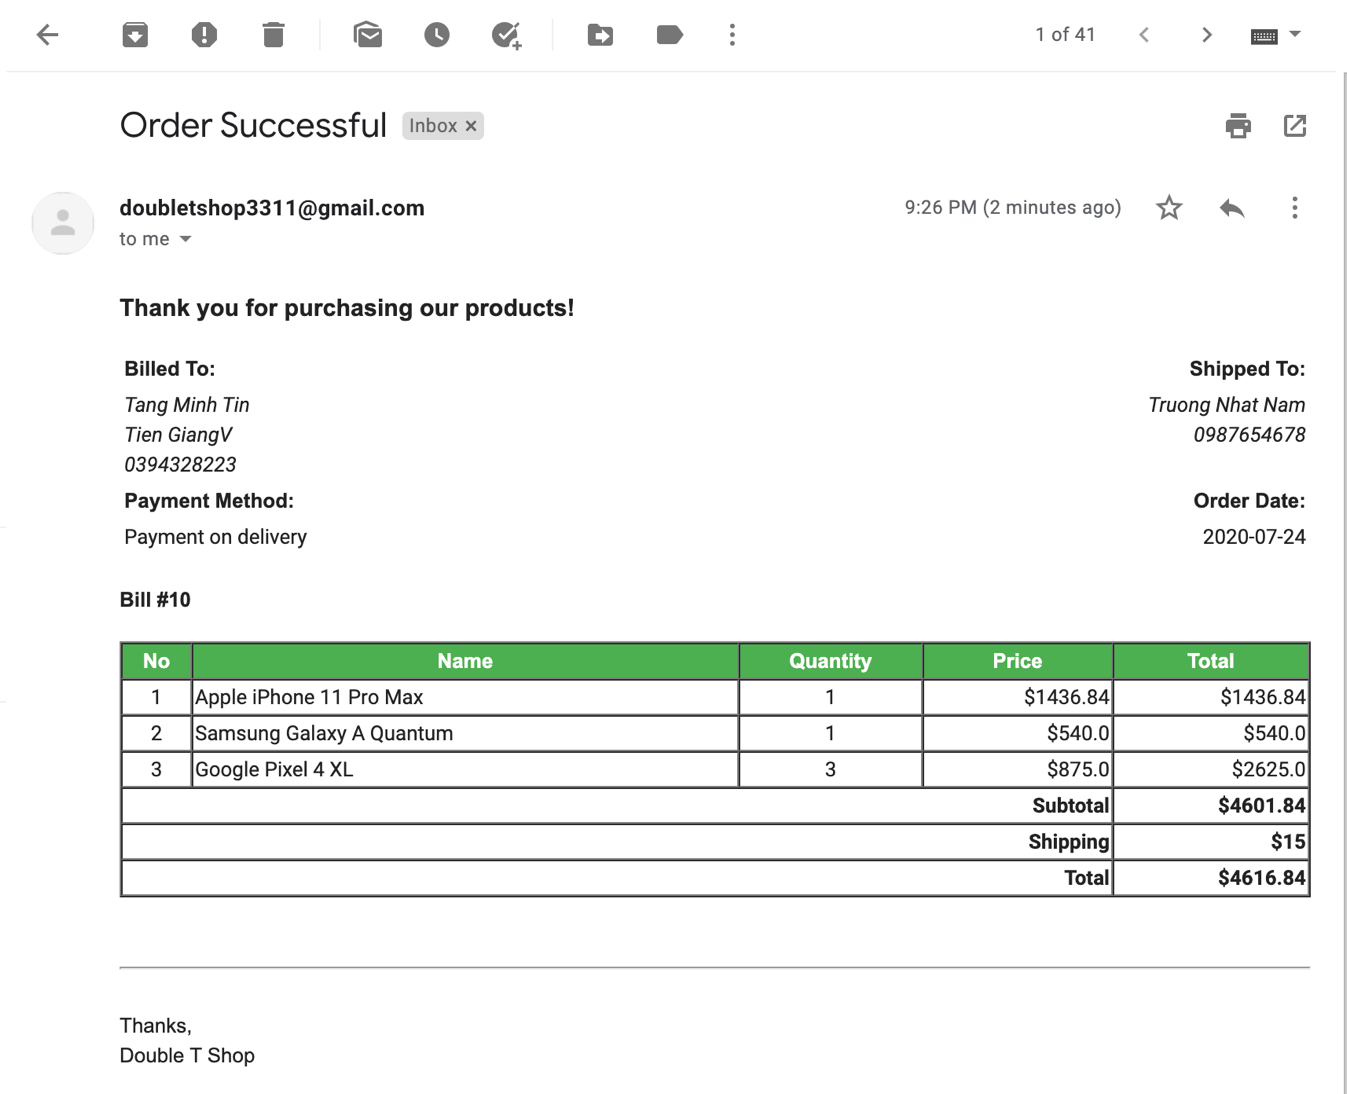 1 of 41
Order Successful Inbox ×
doubletshop3311@gmail.com 9:26 PM (2 minutes ago)
to me
Thank you for purchasing our products!
Billed To: Shipped To:
Tang Minh Tin Truong Nhat Nam
Tien GiangV 0987654678
0394328223
Payment Method: Order Date:
Payment on delivery 2020-07-24
Bill #10
No Name Quantity Price Total
1 Apple iPhone 11 Pro Max 1 $1436.84 $1436.84
2 Samsung Galaxy A Quantum 1 $540.0 $540.0
3 Google Pixel 4 XL 3 $875.0 $2625.0
Subtotal $4601.84
Shipping $15
Total $4616.84
Thanks,
Double T Shop